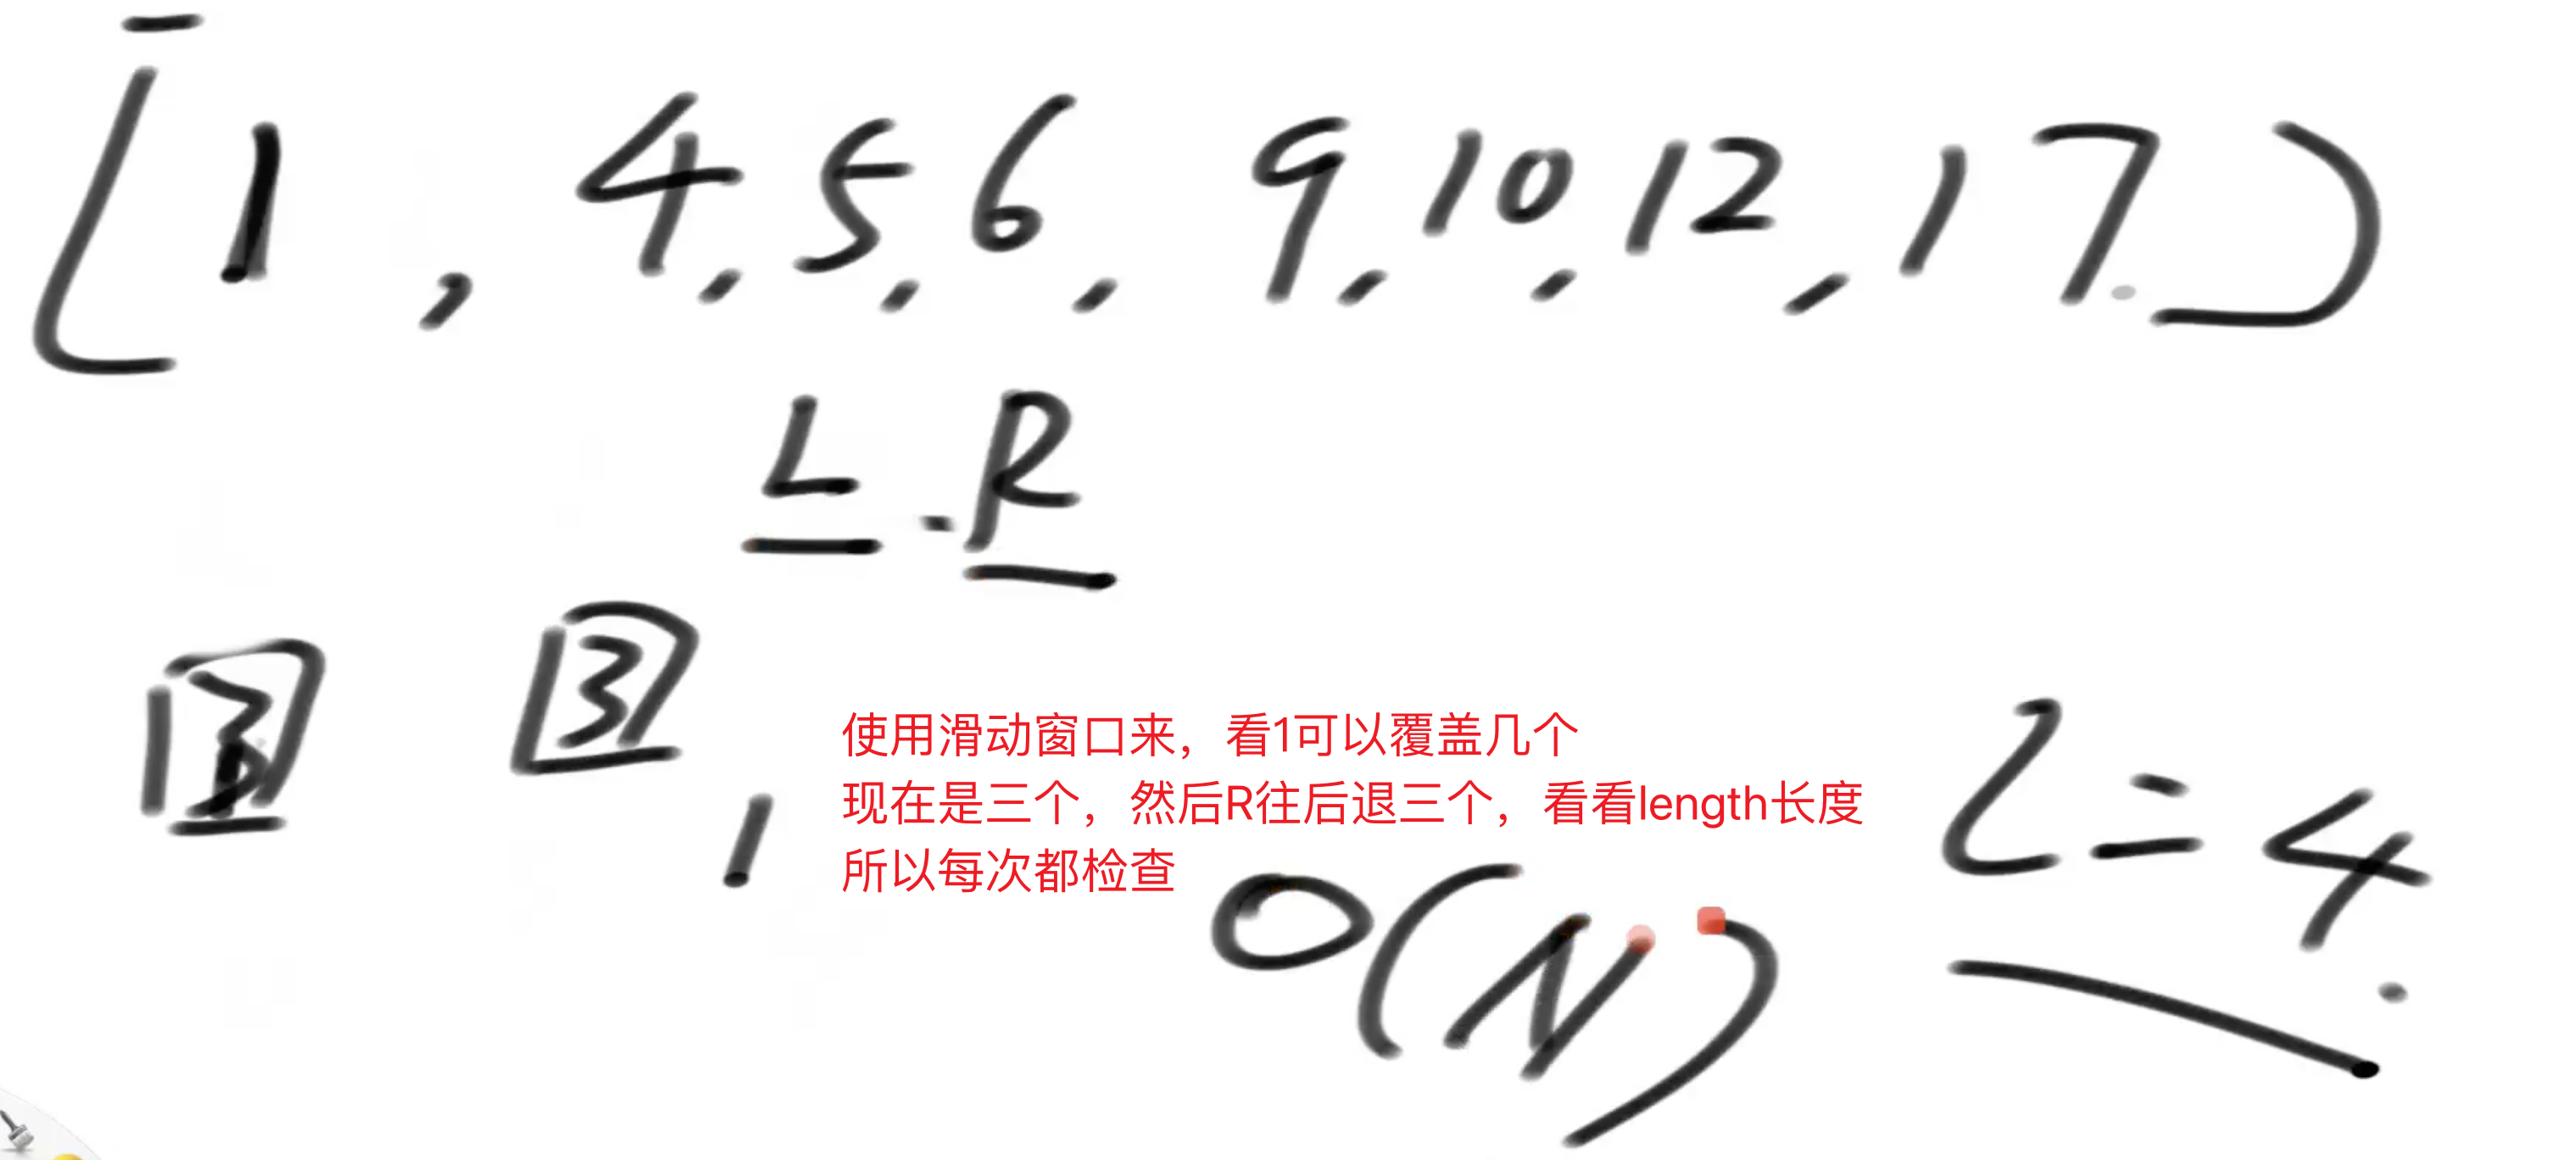 [1, 4, 5, 6, 9, 10, 12, 17.)
L . R
3 3
使用滑动窗口来，看1可以覆盖几个
现在是三个，然后R往后退三个，看看length长度
所以每次都检查
1
O(N)
l=4.